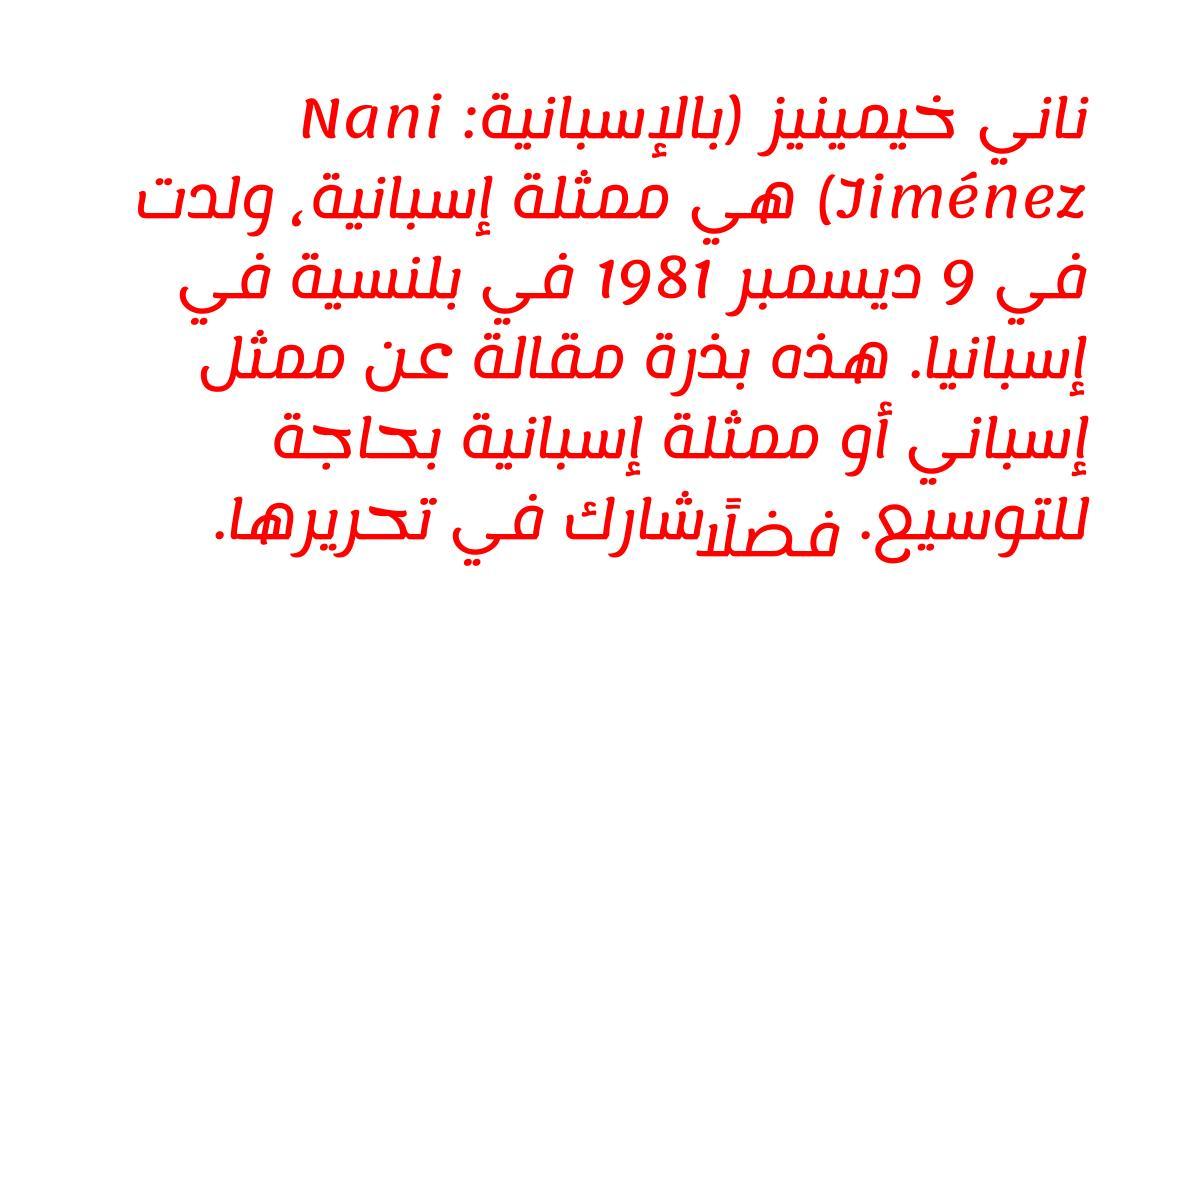 ناني خيمينيز (بالإسبانية: Nani
Jiménez) هي ممثلة إسبانية، ولدت
في 9 ديسمبر 1981 في بلنسية في
إسبانيا. هذه بذرة مقالة عن ممثل
إسباني أو ممثلة إسبانية بحاجة
للتوسيع. فضلًاشارك في تحريرها.